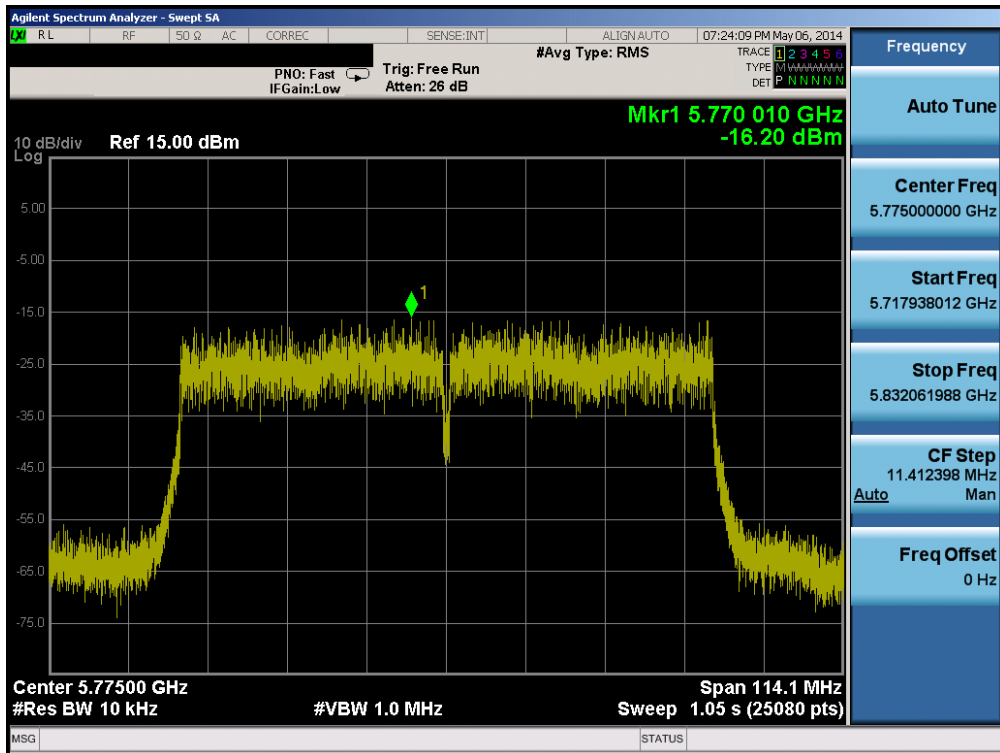 Agilent Spectrum Analyzer - Swept SA
LXI RL RF 50 Ω AC CORREC SENSE:INT ALIGN AUTO 07:24:09 PM May 06, 2014
Frequency
#Avg Type: RMS
TRACE 1 2 3 4 5 6
PNO: Fast Trig: Free Run
TYPE M WWWWW
IFGain:Low Atten: 26 dB
DET P N N N N N
Auto Tune
Mkr1 5.770 010 GHz
-16.20 dBm
10 dB/div Ref 15.00 dBm
Log
Center Freq
5.775000000 GHz
5.00
-5.00
Start Freq
5.717938012 GHz
1
-15.0
-25.0
Stop Freq
5.832061988 GHz
-35.0
-45.0
CF Step
11.412398 MHz
Auto Man
-55.0
Freq Offset
0 Hz
-65.0
-75.0
Center 5.77500 GHz Span 114.1 MHz
#Res BW 10 kHz #VBW 1.0 MHz Sweep 1.05 s (25080 pts)
MSG STATUS